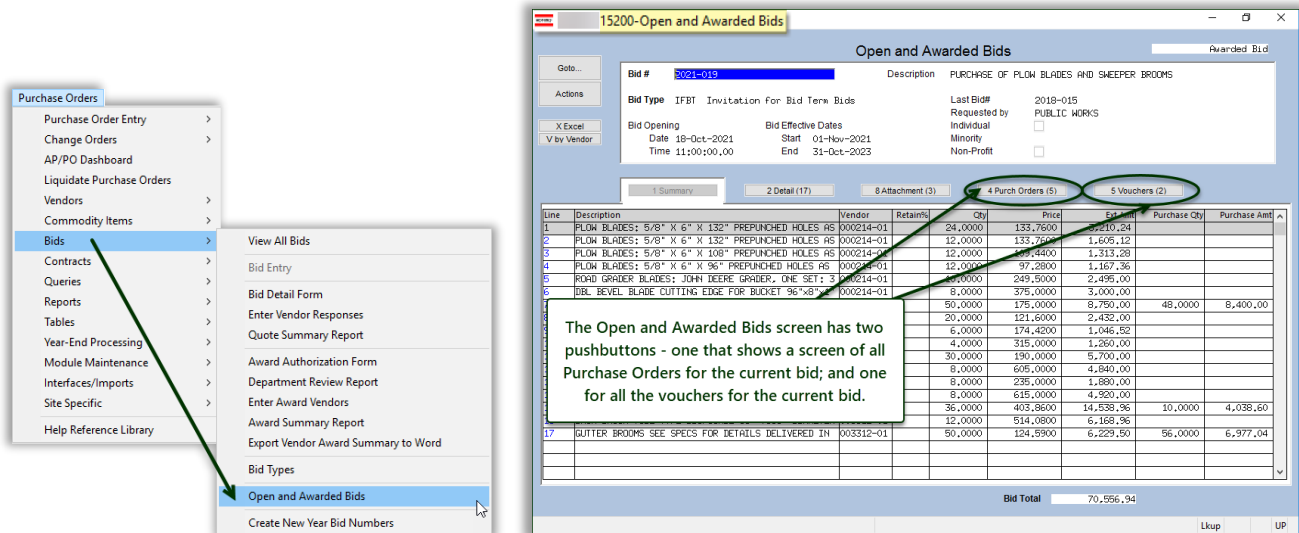 Purchase Orders
Purchase Order Entry >
Change Orders >
AP/PO Dashboard
Liquidate Purchase Orders
Vendors >
Commodity Items >
Bids >
Contracts >
Queries >
Reports >
Tables >
Year-End Processing >
Module Maintenance >
Interfaces/Imports >
Site Specific >
Help Reference Library
View All Bids
Bid Entry
Bid Detail Form
Enter Vendor Responses
Quote Summary Report
Award Authorization Form
Department Review Report
Enter Award Vendors
Award Summary Report
Export Vendor Award Summary to Word
Bid Types
Open and Awarded Bids
Create New Year Bid Numbers
15200-Open and Awarded Bids
Open and Awarded Bids
Awarded Bid
Goto...
Actions
X Excel
V by Vendor
Bid # 2021-019 Description PURCHASE OF PLOW BLADES AND SWEEPER BROOMS
Bid Type IFBT Invitation for Bid Term Bids Last Bid# 2018-015
Requested by PUBLIC WORKS
Bid Opening Bid Effective Dates Individual
Date 18-Oct-2021 Start 01-Nov-2021 Minority
Time 11:00:00.00 End 31-Oct-2023 Non-Profit
1 Summary 2 Detail (17) 8 Attachment (3) 4 Purch Orders (5) 5 Vouchers (2)
Line Description Vendor Retain% Qty Price Ext Amt Purchase Qty Purchase Amt
1 PLOW BLADES: 5/8" X 6" X 132" PREPUNCHED HOLES AS 000214-01 24.0000 133.7600 3,210.24
2 PLOW BLADES: 5/8" X 6" X 132" PREPUNCHED HOLES AS 000214-01 12.0000 133.7600 1,605.12
3 PLOW BLADES: 5/8" X 6" X 108" PREPUNCHED HOLES AS 000214-01 12.0000 109.4400 1,313.28
4 PLOW BLADES: 5/8" X 6" X 96" PREPUNCHED HOLES AS 000214-01 12.0000 97.2800 1,167.36
5 ROAD GRADER BLADES: JOHN DEERE GRADER, ONE SET: 3 000214-01 10.0000 249.5000 2,495.00
DBL BEVEL BLADE CUTTING EDGE FOR BUCKET 96"x8"x1 000214-01 8.0000 375.0000 3,000.00
50.0000 175.0000 8,750.00 48.0000 8,400.00
20.0000 121.6000 2,432.00
6.0000 174.4200 1,046.52
4.0000 315.0000 1,260.00
30.0000 190.0000 5,700.00
8.0000 605.0000 4,840.00
8.0000 235.0000 1,880.00
8.0000 615.0000 4,920.00
36.0000 403.8600 14,538.96 10.0000 4,038.60
12.0000 514.0800 6,168.96
17 GUTTER BROOMS SEE SPECS FOR DETAILS DELIVERED IN 003312-01 50.0000 124.5900 6,229.50 56.0000 6,977.04
The Open and Awarded Bids screen has two
pushbuttons - one that shows a screen of all
Purchase Orders for the current bid; and one
for all the vouchers for the current bid.
Bid Total 70,556.94
Lkup UP